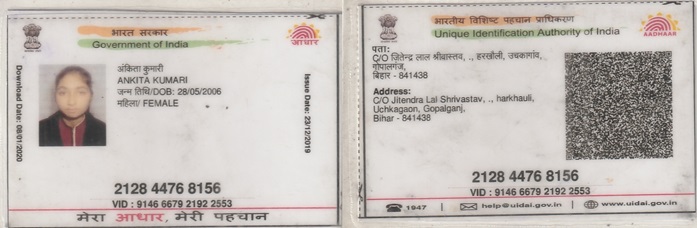 भारत सरकार
Government of India
आधार
Download Date: 08/01/2020
अंकिता कुमारी
ANKITA KUMARI
जन्म तिथि/DOB: 28/05/2006
महिला/ FEMALE
Issue Date: 23/12/2019
2128 4476 8156
VID : 9146 6679 2192 2553
मेरा आधार, मेरी पहचान
भारतीय विशिष्ट पहचान प्राधिकरण
Unique Identification Authority of India
AADHAAR
पता:
C/O जितेन्द्र लाल श्रीवास्तव, ., हरखौली, उचकागांव,
गोपालगंज,
बिहार - 841438
Address:
C/O Jitendra Lal Shrivastav, ., harkhauli,
Uchkagaon, Gopalganj,
Bihar - 841438
2128 4476 8156
VID : 9146 6679 2192 2553
1947 | help@uidai.gov.in | www.uidai.gov.in